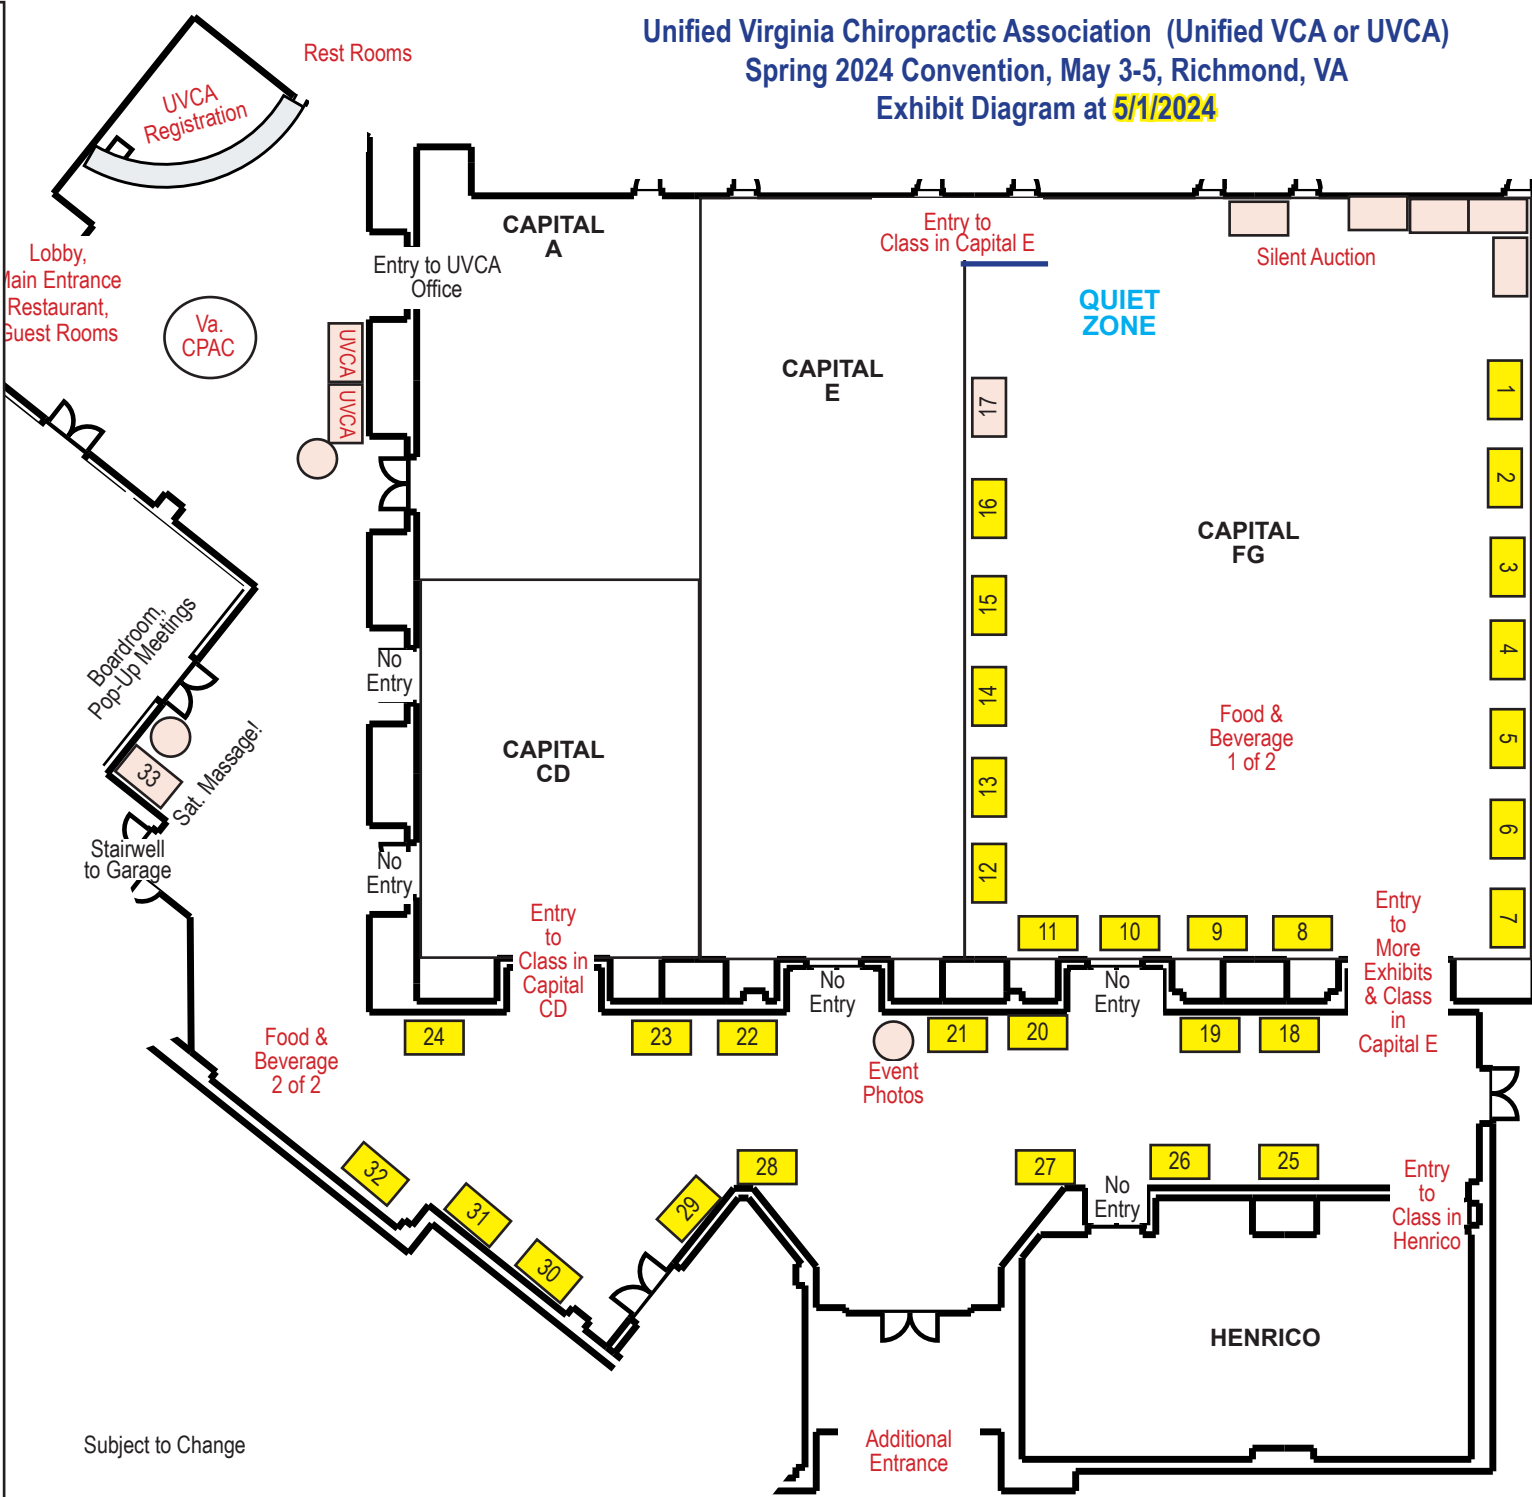 Unified Virginia Chiropractic Association (Unified VCA or UVCA)
Spring 2024 Convention, May 3-5, Richmond, VA
Exhibit Diagram at 5/1/2024
Rest Rooms
UVCA
Registration
Lobby,
Main Entrance
Restaurant,
Guest Rooms
Va.
CPAC
UVCA
UVCA
Entry to UVCA
Office
CAPITAL
A
Entry to
Class in Capital E
Silent Auction
QUIET
ZONE
CAPITAL
E
CAPITAL
FG
17
16
15
14
13
12
1
2
3
4
5
6
7
Food &
Beverage
1 of 2
Boardroom,
Pop-Up Meetings
33
Sat. Massage!
Stairwell
to Garage
No
Entry
No
Entry
CAPITAL
CD
11
10
9
8
Entry
to
Class in
Capital
CD
No
Entry
No
Entry
Entry
to
More
Exhibits
& Class
in
Capital E
24
23
22
21
20
19
18
Event
Photos
Food &
Beverage
2 of 2
32
31
30
29
28
27
26
25
No
Entry
Entry
to
Class in
Henrico
HENRICO
Additional
Entrance
Subject to Change